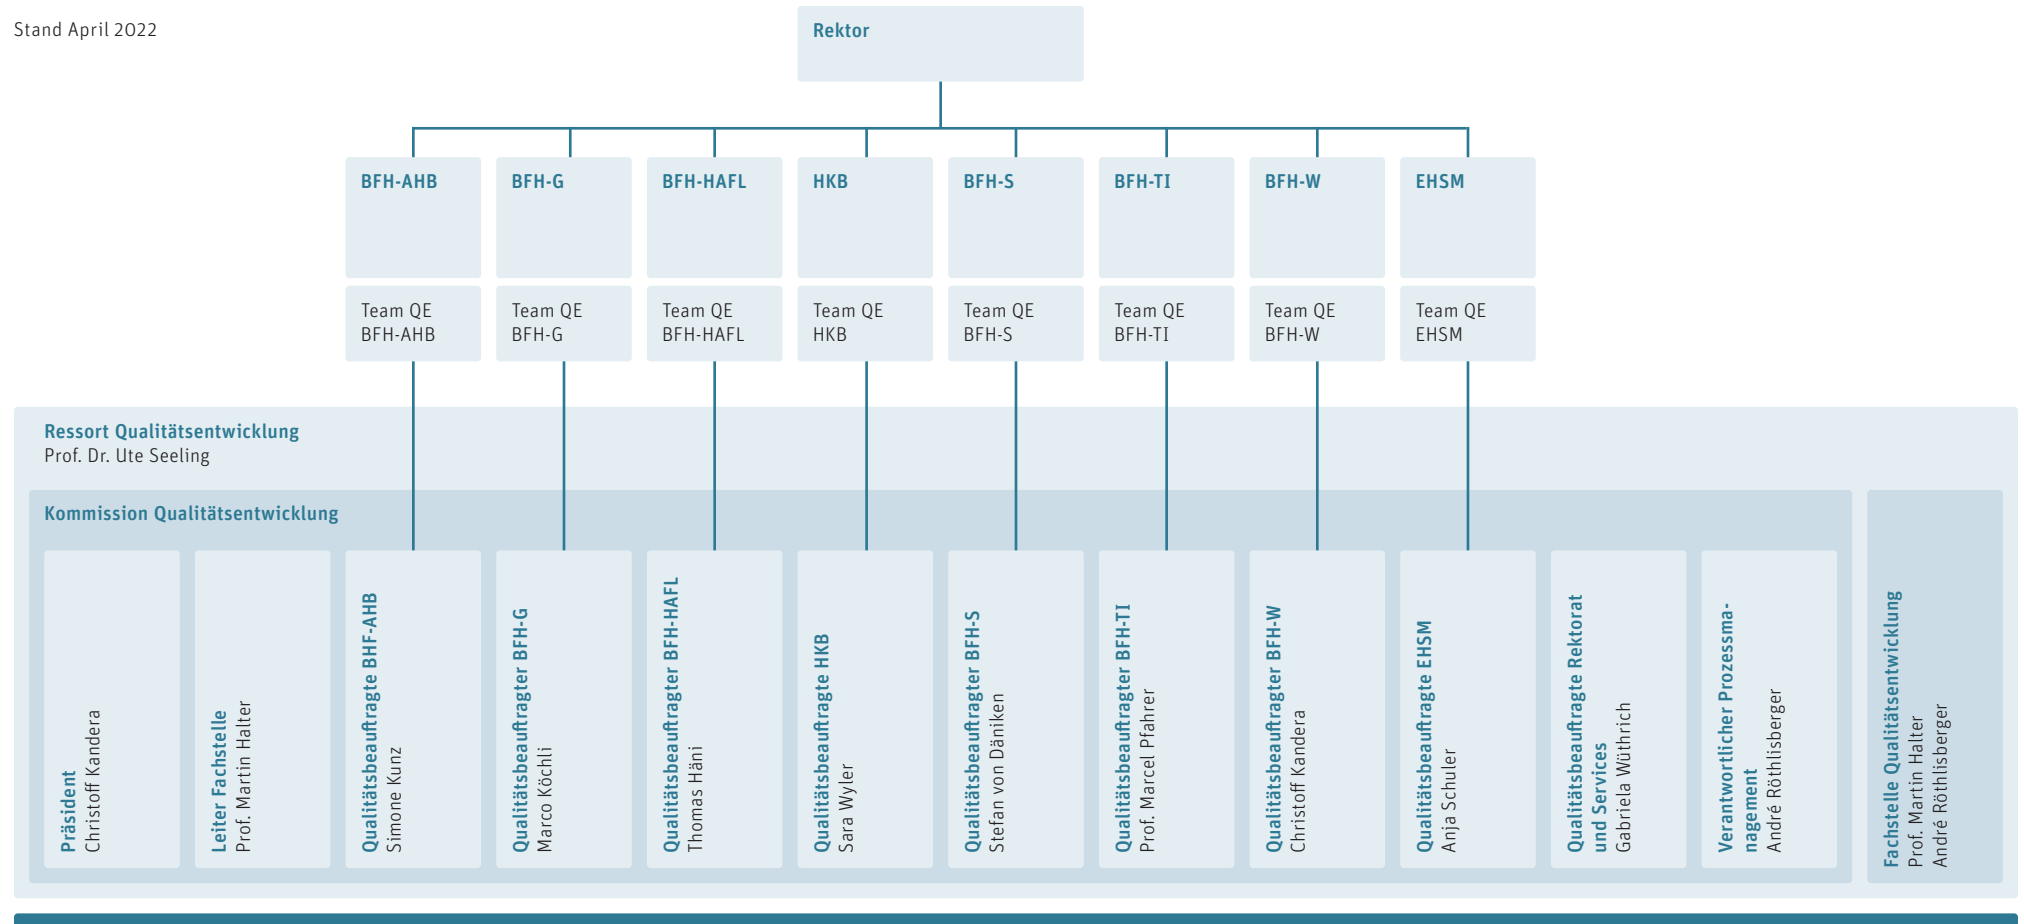 Stand April 2022
Rektor
BFH-AHB
BFH-G
BFH-HAFL
HKB
BFH-S
BFH-TI
BFH-W
EHSM
Team QE
BFH-AHB
Team QE
BFH-G
Team QE
BFH-HAFL
Team QE
HKB
Team QE
BFH-S
Team QE
BFH-TI
Team QE
BFH-W
Team QE
EHSM
Ressort Qualitätsentwicklung
Prof. Dr. Ute Seeling
Kommission Qualitätsentwicklung
Präsident
Christoff Kandera
Leiter Fachstelle
Prof. Martin Halter
Qualitätsbeauftragte BHF-AHB
Simone Kunz
Qualitätsbeauftragter BFH-G
Marco Köchli
Qualitätsbeauftragter BFH-HAFL
Thomas Häni
Qualitätsbeauftragte HKB
Sara Wyler
Qualitätsbeauftragter BFH-S
Stefan von Däniken
Qualitätsbeauftragter BFH-TI
Prof. Marcel Pfahrer
Qualitätsbeauftragter BFH-W
Christoff Kandera
Qualitätsbeauftragte EHSM
Anja Schuler
Qualitätsbeauftragte Rektorat
und Services
Gabriela Wüthrich
Verantwortlicher Prozessma-
nagement
André Röthlisberger
Fachstelle Qualitätsentwicklung
Prof. Martin Halter
André Röthlisberger